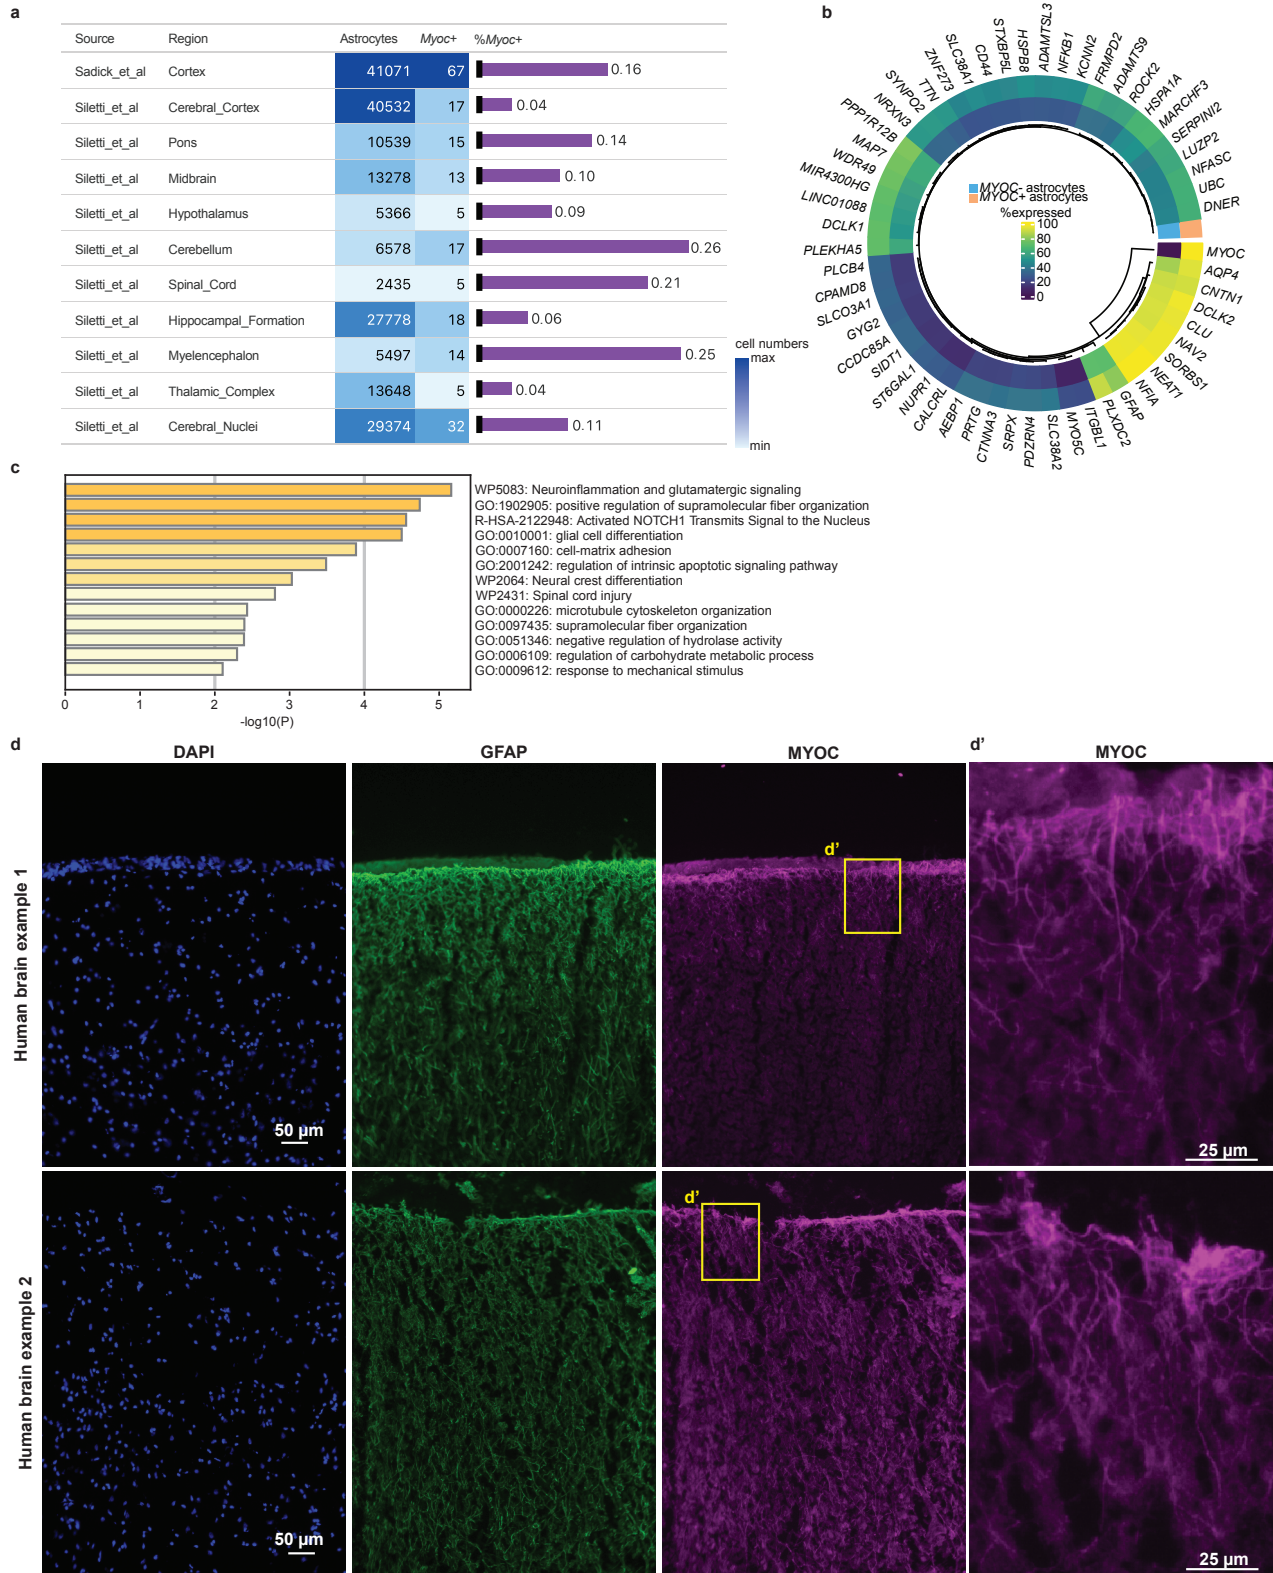 a
Source Region Astrocytes Myoc+ %Myoc+
Sadick_et_al Cortex 41071 67 0.16
Siletti_et_al Cerebral_Cortex 40532 17 0.04
Siletti_et_al Pons 10539 15 0.14
Siletti_et_al Midbrain 13278 13 0.10
Siletti_et_al Hypothalamus 5366 5 0.09
Siletti_et_al Cerebellum 6578 17 0.26
Siletti_et_al Spinal_Cord 2435 5 0.21
Siletti_et_al Hippocampal_Formation 27778 18 0.06
Siletti_et_al Myelencephalon 5497 14 0.25
Siletti_et_al Thalamic_Complex 13648 5 0.04
Siletti_et_al Cerebral_Nuclei 29374 32 0.11
cell numbers
max
min
b
PLEKHA5
DCLK1
LINC01088
MIR4300HG
WDR49
MAP7
PPP1R12B
NRXN3
SYNPO2
TTN
ZNF273
SLC38A1
CD44
STXBP5L
HSPB8
ADAMTSL3
NFKB1
KCNN2
FRMPD2
ADAMTS9
ROCK2
HSPA1A
MARCHF3
SERPINI2
LUZP2
NFASC
UBC
DNER
MYOC
AQP4
CNTN1
DCLK2
CLU
NAV2
SORBS1
NEAT1
NFIA
GFAP
PLXDC2
ITGBL1
MYO5C
SLC38A2
PDZRN4
SRPX
CTNNA3
PRTG
AEBP1
CALCRL
NUPR1
ST6GAL1
SIDT1
CCDC85A
GYG2
SLCO3A1
CPAMD8
PLCB4
MYOC- astrocytes
MYOC+ astrocytes
%expressed
100
80
60
40
20
0
c
WP5083: Neuroinflammation and glutamatergic signaling
GO:1902905: positive regulation of supramolecular fiber organization
R-HSA-2122948: Activated NOTCH1 Transmits Signal to the Nucleus
GO:0010001: glial cell differentiation
GO:0007160: cell-matrix adhesion
GO:2001242: regulation of intrinsic apoptotic signaling pathway
WP2064: Neural crest differentiation
WP2431: Spinal cord injury
GO:0000226: microtubule cytoskeleton organization
GO:0097435: supramolecular fiber organization
GO:0051346: negative regulation of hydrolase activity
GO:0006109: regulation of carbohydrate metabolic process
GO:0009612: response to mechanical stimulus
0 1 2 3 4 5
-log10(P)
d
DAPI GFAP MYOC
d'
MYOC
Human brain example 1
d'
50 µm
25 µm
Human brain example 2
d'
50 µm
25 µm